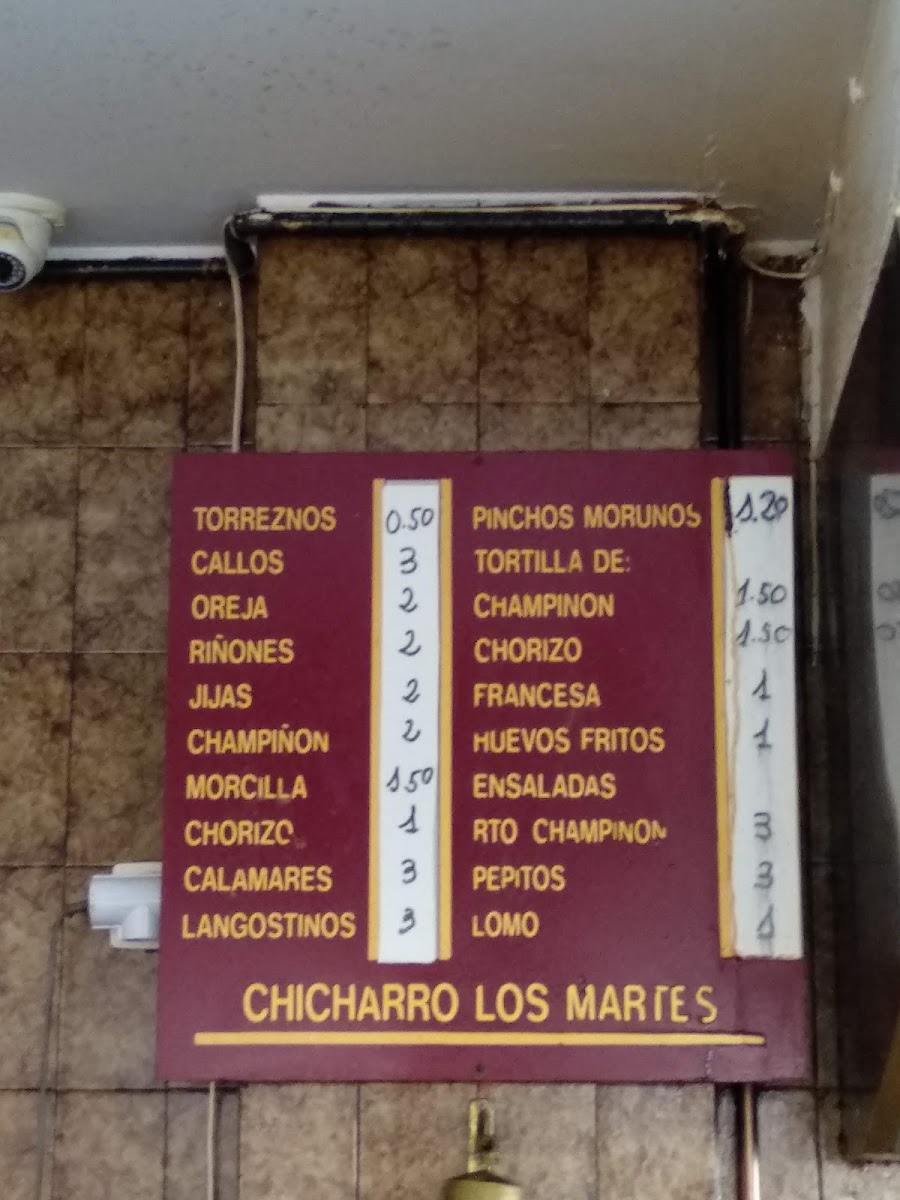 TORREZNOS 0.50
CALLOS 3
OREJA 2
RIÑONES 2
JIJAS 2
CHAMPIÑON 2
MORCILLA 1 50
CHORIZO 1
CALAMARES 3
LANGOSTINOS 3
PINCHOS MORUNOS 1.20
TORTILLA DE:
CHAMPINON 1.50
CHORIZO 1.50
FRANCESA 1
HUEVOS FRITOS 1
ENSALADAS
RTO CHAMPINON 3
PEPITOS 3
LOMO 1
CHICHARRO LOS MARTES